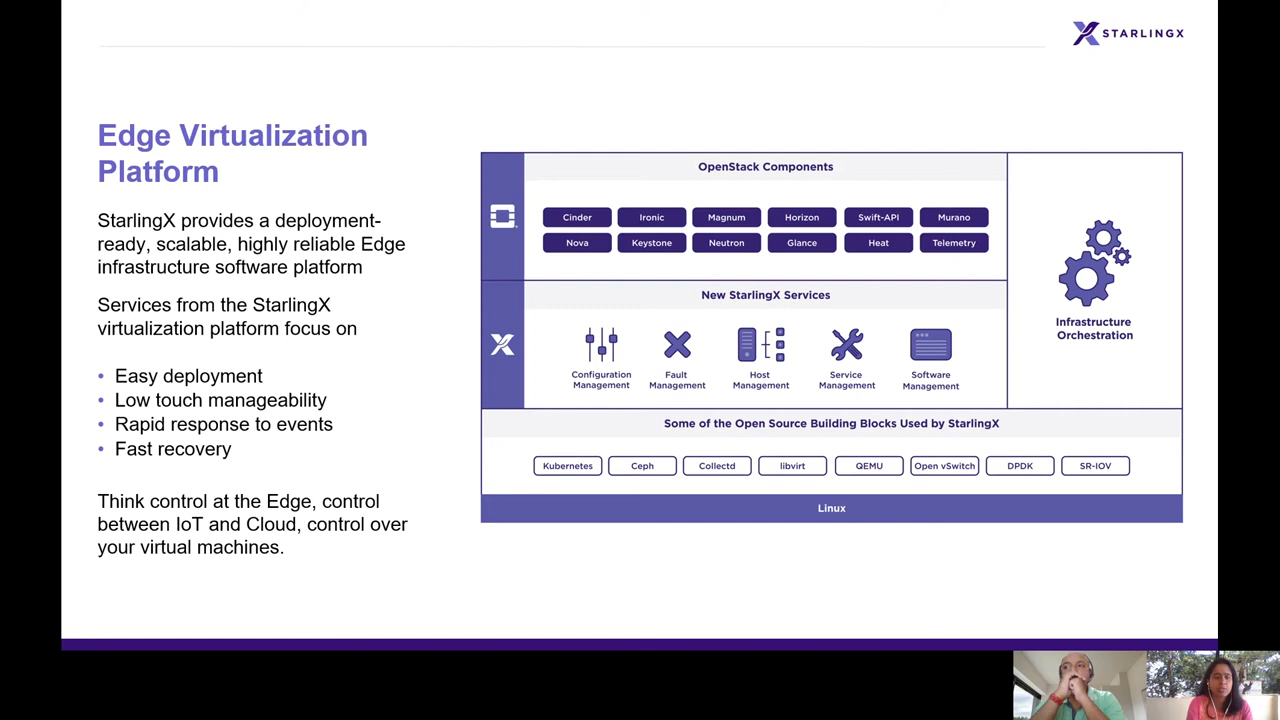 STARLINGX
Edge Virtualization
Platform
StarlingX provides a deployment-
ready, scalable, highly reliable Edge
infrastructure software platform
Services from the StarlingX
virtualization platform focus on
• Easy deployment
• Low touch manageability
• Rapid response to events
• Fast recovery
Think control at the Edge, control
between IoT and Cloud, control over
your virtual machines.
OpenStack Components
Cinder Ironic Magnum Horizon Swift-API Murano
Nova Keystone Neutron Glance Heat Telemetry
New StarlingX Services
Configuration
Management
Fault
Management
Host
Management
Service
Management
Software
Management
Infrastructure
Orchestration
Some of the Open Source Building Blocks Used by StarlingX
Kubernetes Ceph Collectd libvirt QEMU Open vSwitch DPDK SR-IOV
Linux